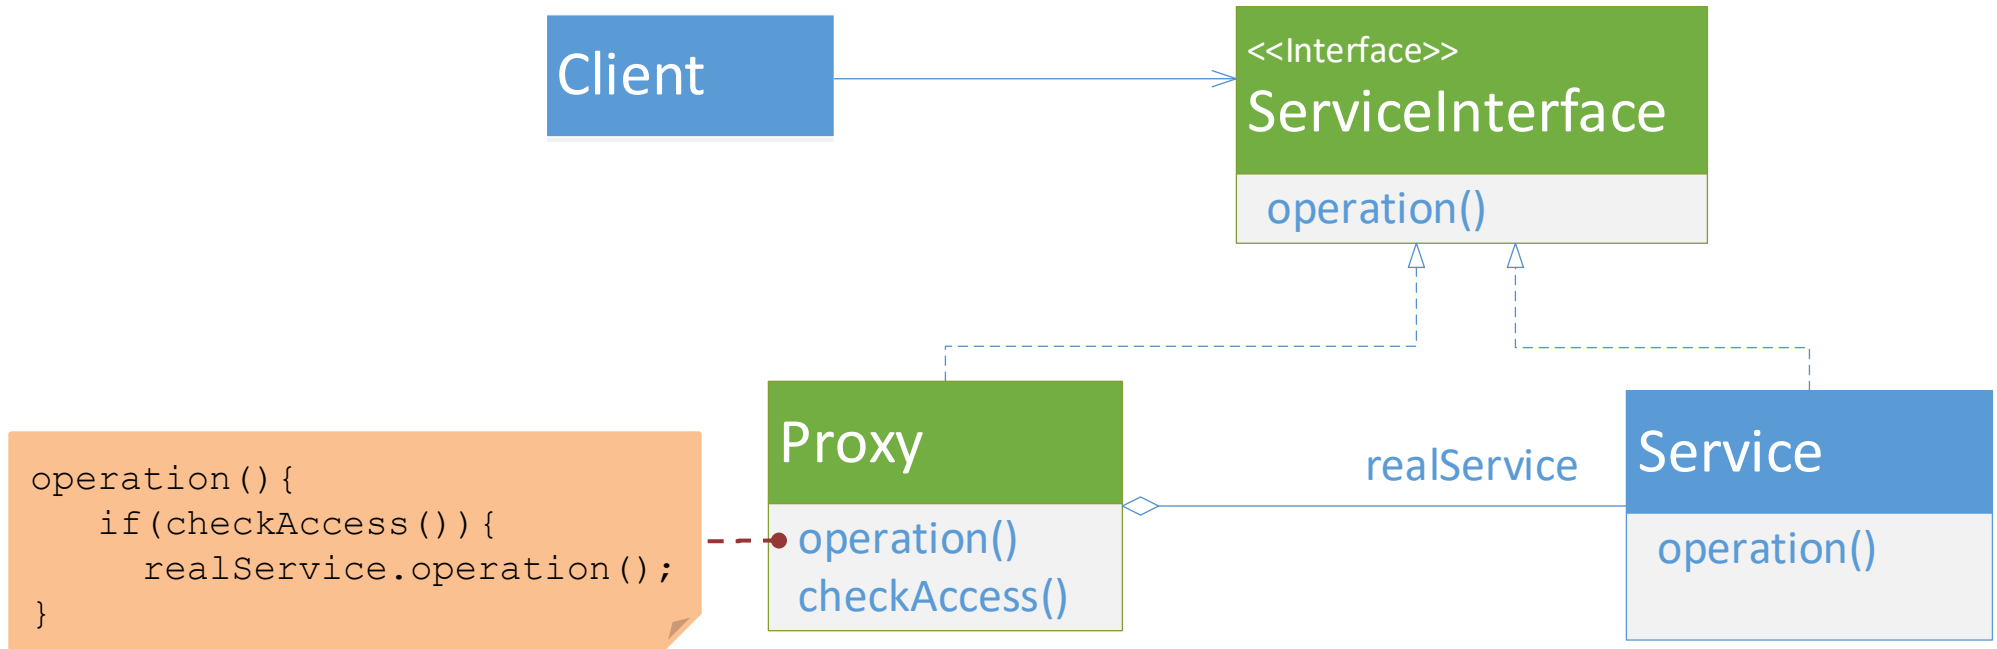 Client
<<Interface>>
ServiceInterface
operation()
Proxy
operation()
checkAccess()
realService
Service
operation()
operation(){
if(checkAccess()){
realService.operation();
}